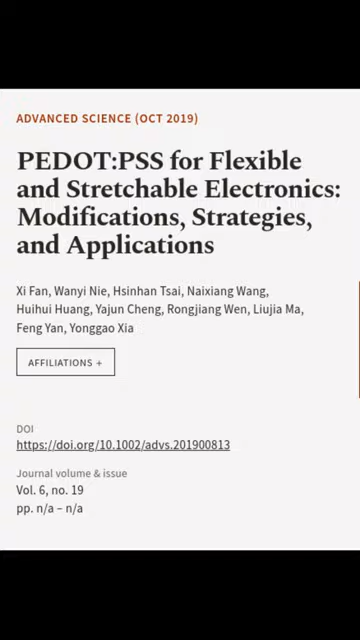 ADVANCED SCIENCE (OCT 2019)
PEDOT:PSS for Flexible
and Stretchable Electronics:
Modifications, Strategies,
and Applications
Xi Fan, Wanyi Nie, Hsinhan Tsai, Naixiang Wang,
Huihui Huang, Yajun Cheng, Rongjiang Wen, Liujia Ma,
Feng Yan, Yonggao Xia
AFFILIATIONS +
DOI
https://doi.org/10.1002/advs.201900813
Journal volume & issue
Vol. 6, no. 19
pp. n/a – n/a